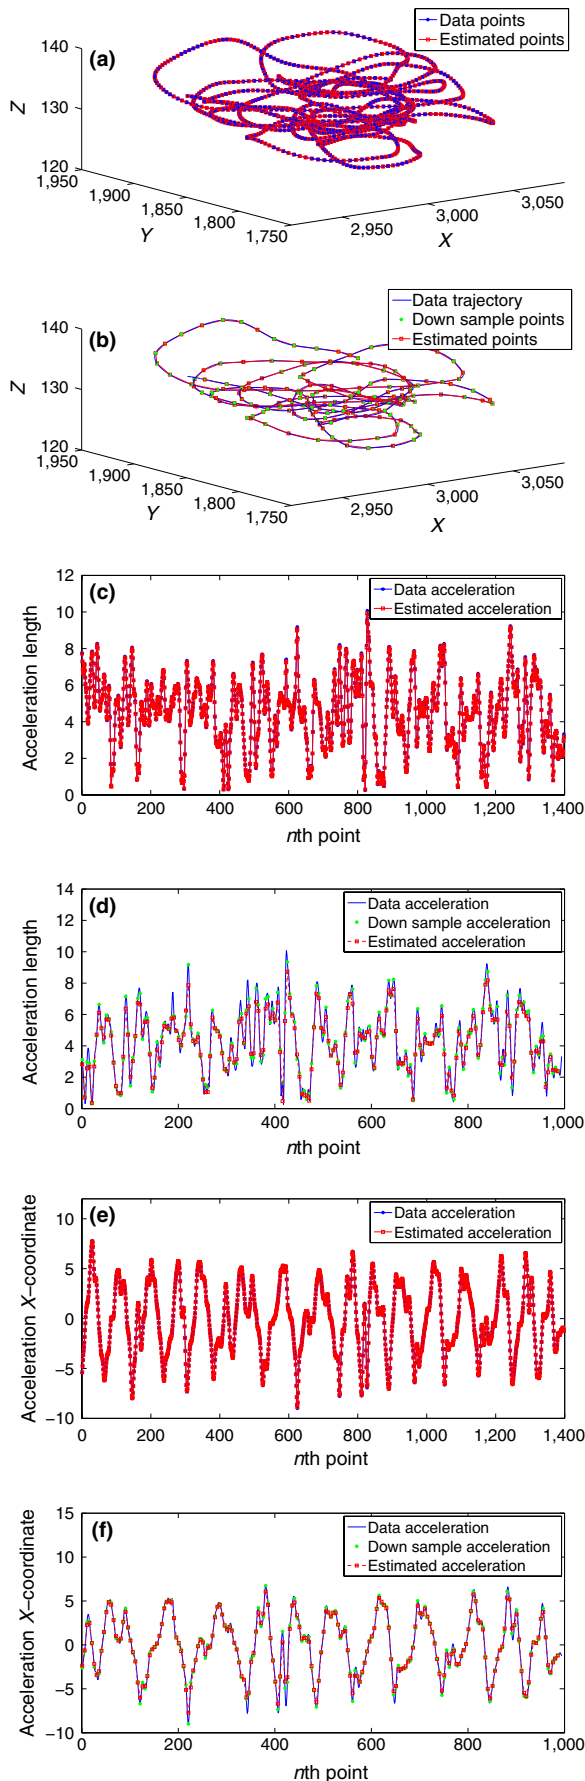 (a)
Data points
Estimated points
140
130
120
Z
1,950
1,900
1,850
1,800
1,750
Y
2,950
3,000
3,050
X
(b)
Data trajectory
Down sample points
Estimated points
140
130
120
Z
1,950
1,900
1,850
1,800
1,750
Y
2,950
3,000
3,050
X
(c)
Data acceleration
Estimated acceleration
12
10
8
6
4
2
0
Acceleration length
0 200 400 600 800 1,000 1,200 1,400
nth point
(d)
Data acceleration
Down sample acceleration
Estimated acceleration
14
12
10
8
6
4
2
0
Acceleration length
0 200 400 600 800 1,000
nth point
(e)
Data acceleration
Estimated acceleration
10
5
0
−5
−10
Acceleration X–coordinate
0 200 400 600 800 1,000 1,200 1,400
nth point
(f)
Data acceleration
Down sample acceleration
Estimated acceleration
15
10
5
0
−5
−10
Acceleration X–coordinate
0 200 400 600 800 1,000
nth point